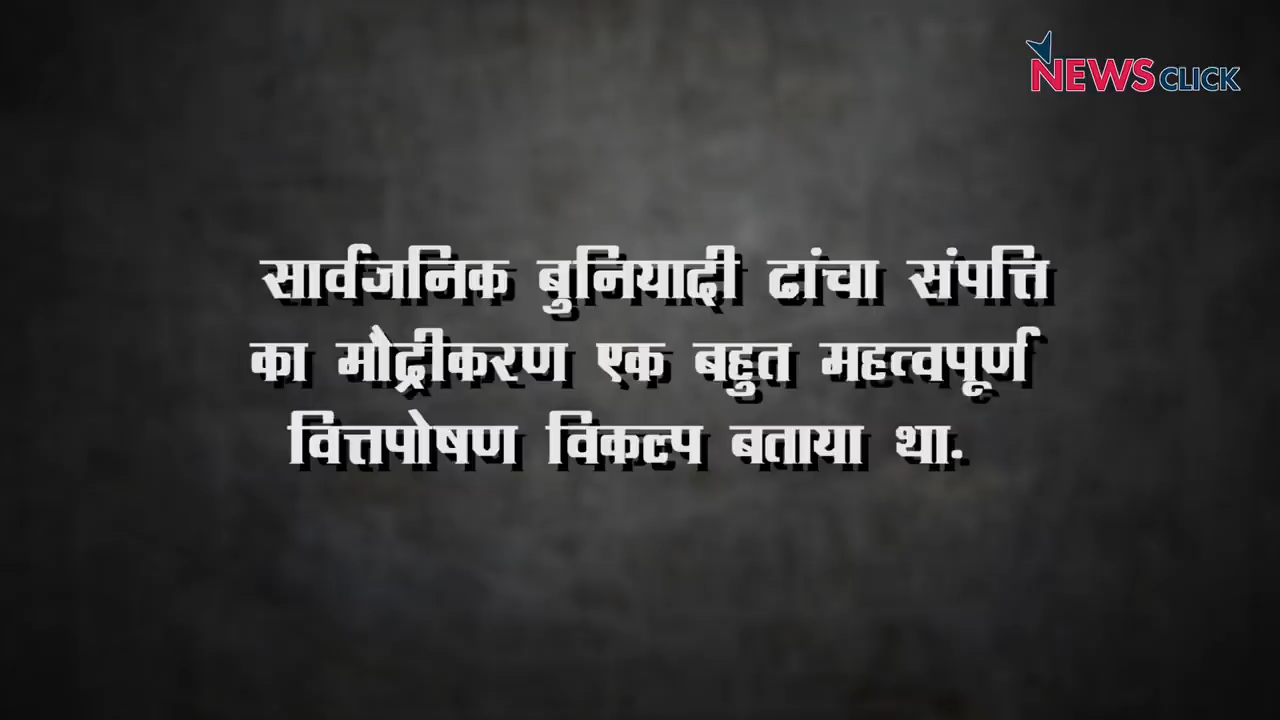 NEWSCLICK
सार्वजनिक बुनियादी ढांचा संपत्ति
का मौद्रीकरण एक बहुत महत्वपूर्ण
वित्तपोषण विकल्प बताया था.